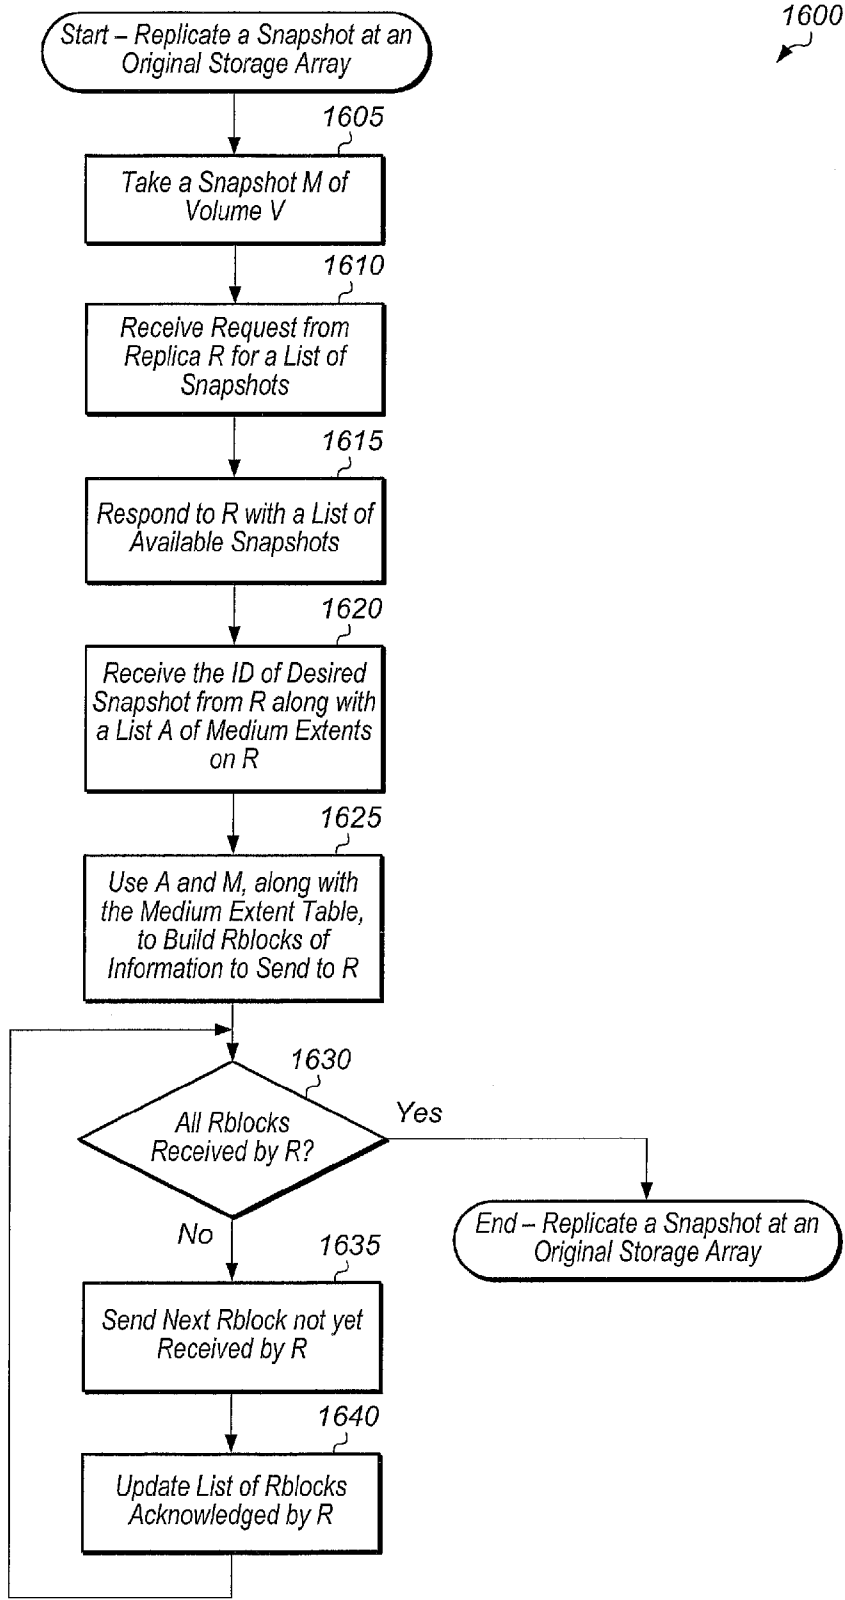 1600
Start – Replicate a Snapshot at an
Original Storage Array
1605
Take a Snapshot M of
Volume V
1610
Receive Request from
Replica R for a List of
Snapshots
1615
Respond to R with a List of
Available Snapshots
1620
Receive the ID of Desired
Snapshot from R along with
a List A of Medium Extents
on R
1625
Use A and M, along with
the Medium Extent Table,
to Build Rblocks of
Information to Send to R
1630
All Rblocks
Received by R?
Yes
End – Replicate a Snapshot at an
Original Storage Array
No
1635
Send Next Rblock not yet
Received by R
1640
Update List of Rblocks
Acknowledged by R